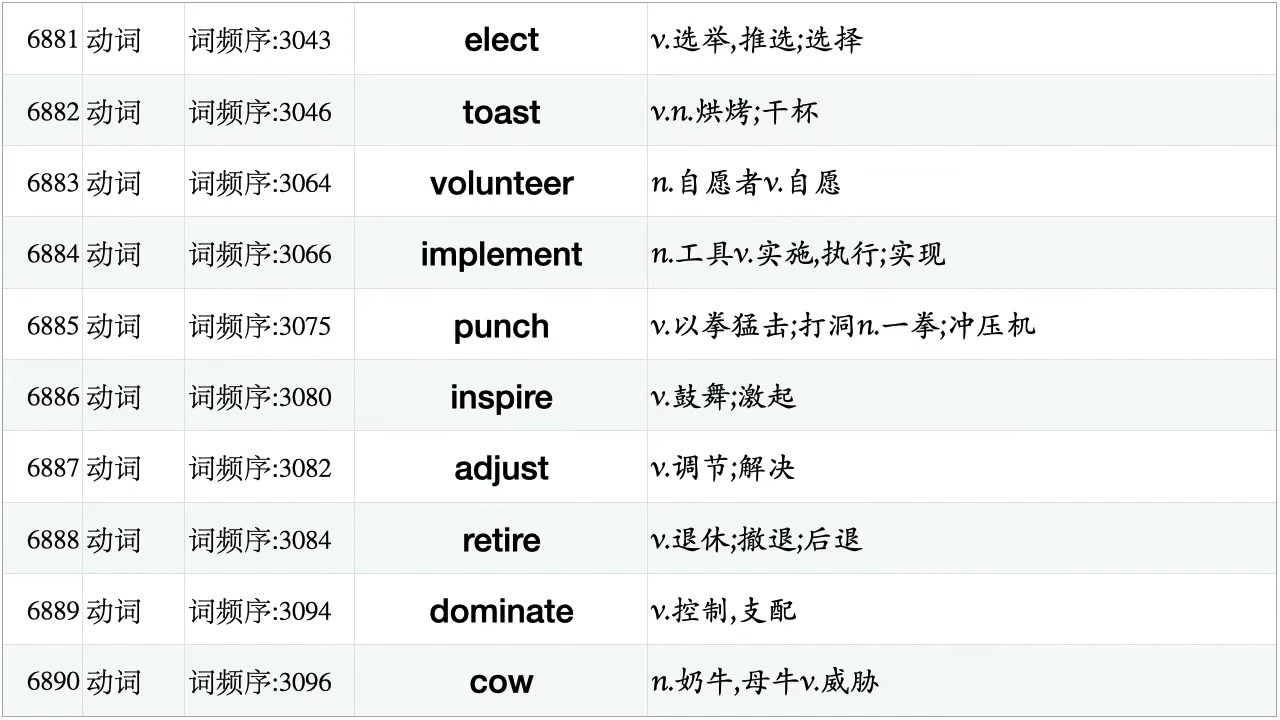 6881 动词 词频序:3043 elect v.选举,推选;选择
6882 动词 词频序:3046 toast v.n.烘烤;干杯
6883 动词 词频序:3064 volunteer n.自愿者v.自愿
6884 动词 词频序:3066 implement n.工具v.实施,执行;实现
6885 动词 词频序:3075 punch v.以拳猛击;打洞n.一拳;冲压机
6886 动词 词频序:3080 inspire v.鼓舞;激起
6887 动词 词频序:3082 adjust v.调节;解决
6888 动词 词频序:3084 retire v.退休;撤退;后退
6889 动词 词频序:3094 dominate v.控制,支配
6890 动词 词频序:3096 cow n.奶牛,母牛v.威胁